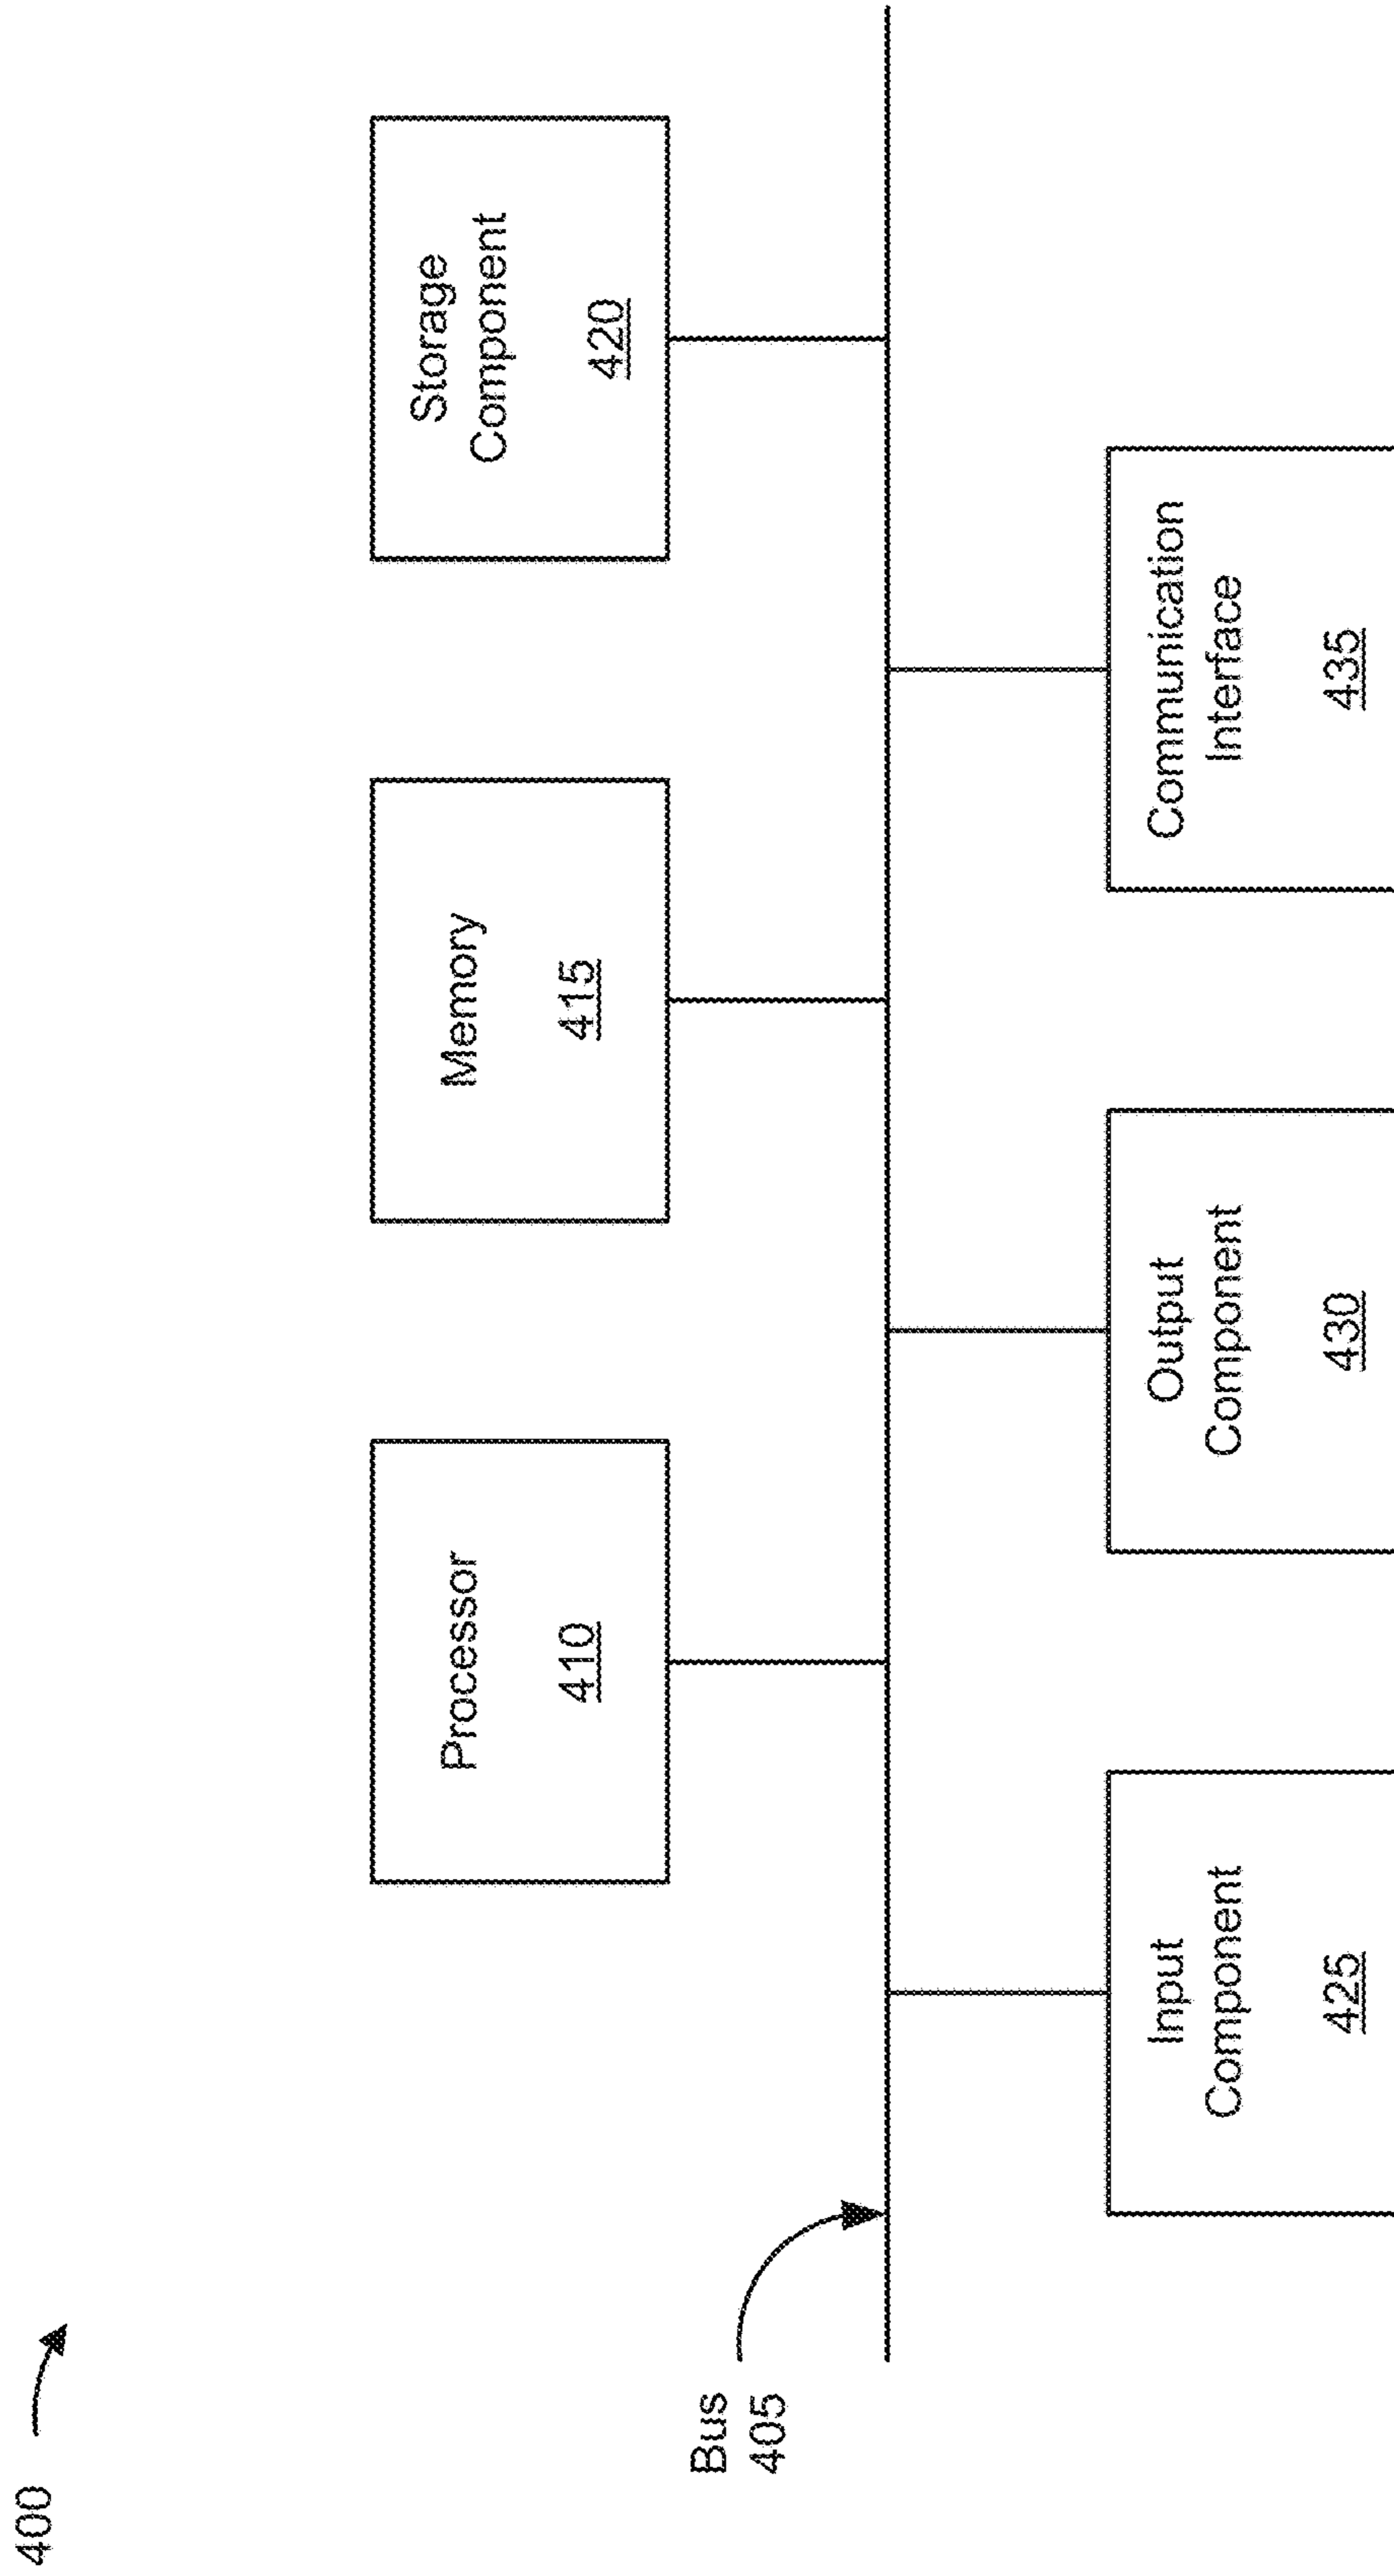 400
Processor
410
Memory
415
Storage
Component
420
Bus
405
Input
Component
425
Output
Component
430
Communication
Interface
435